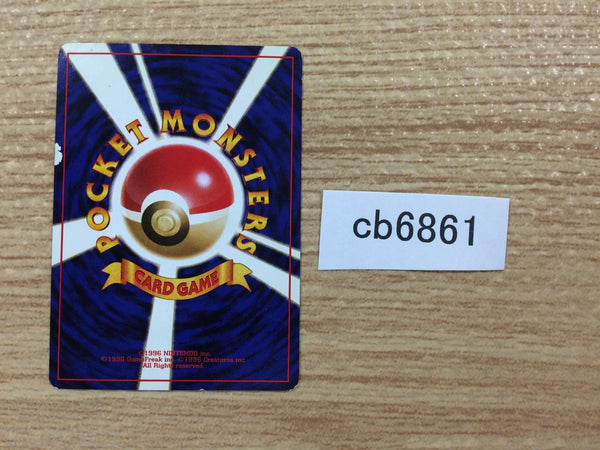 POCKET MONSTERS
CARD GAME
©1996 NINTENDO inc.
©1996 GameFreak inc. ©1996 Creatures inc.
All Rights reserved.
cb6861